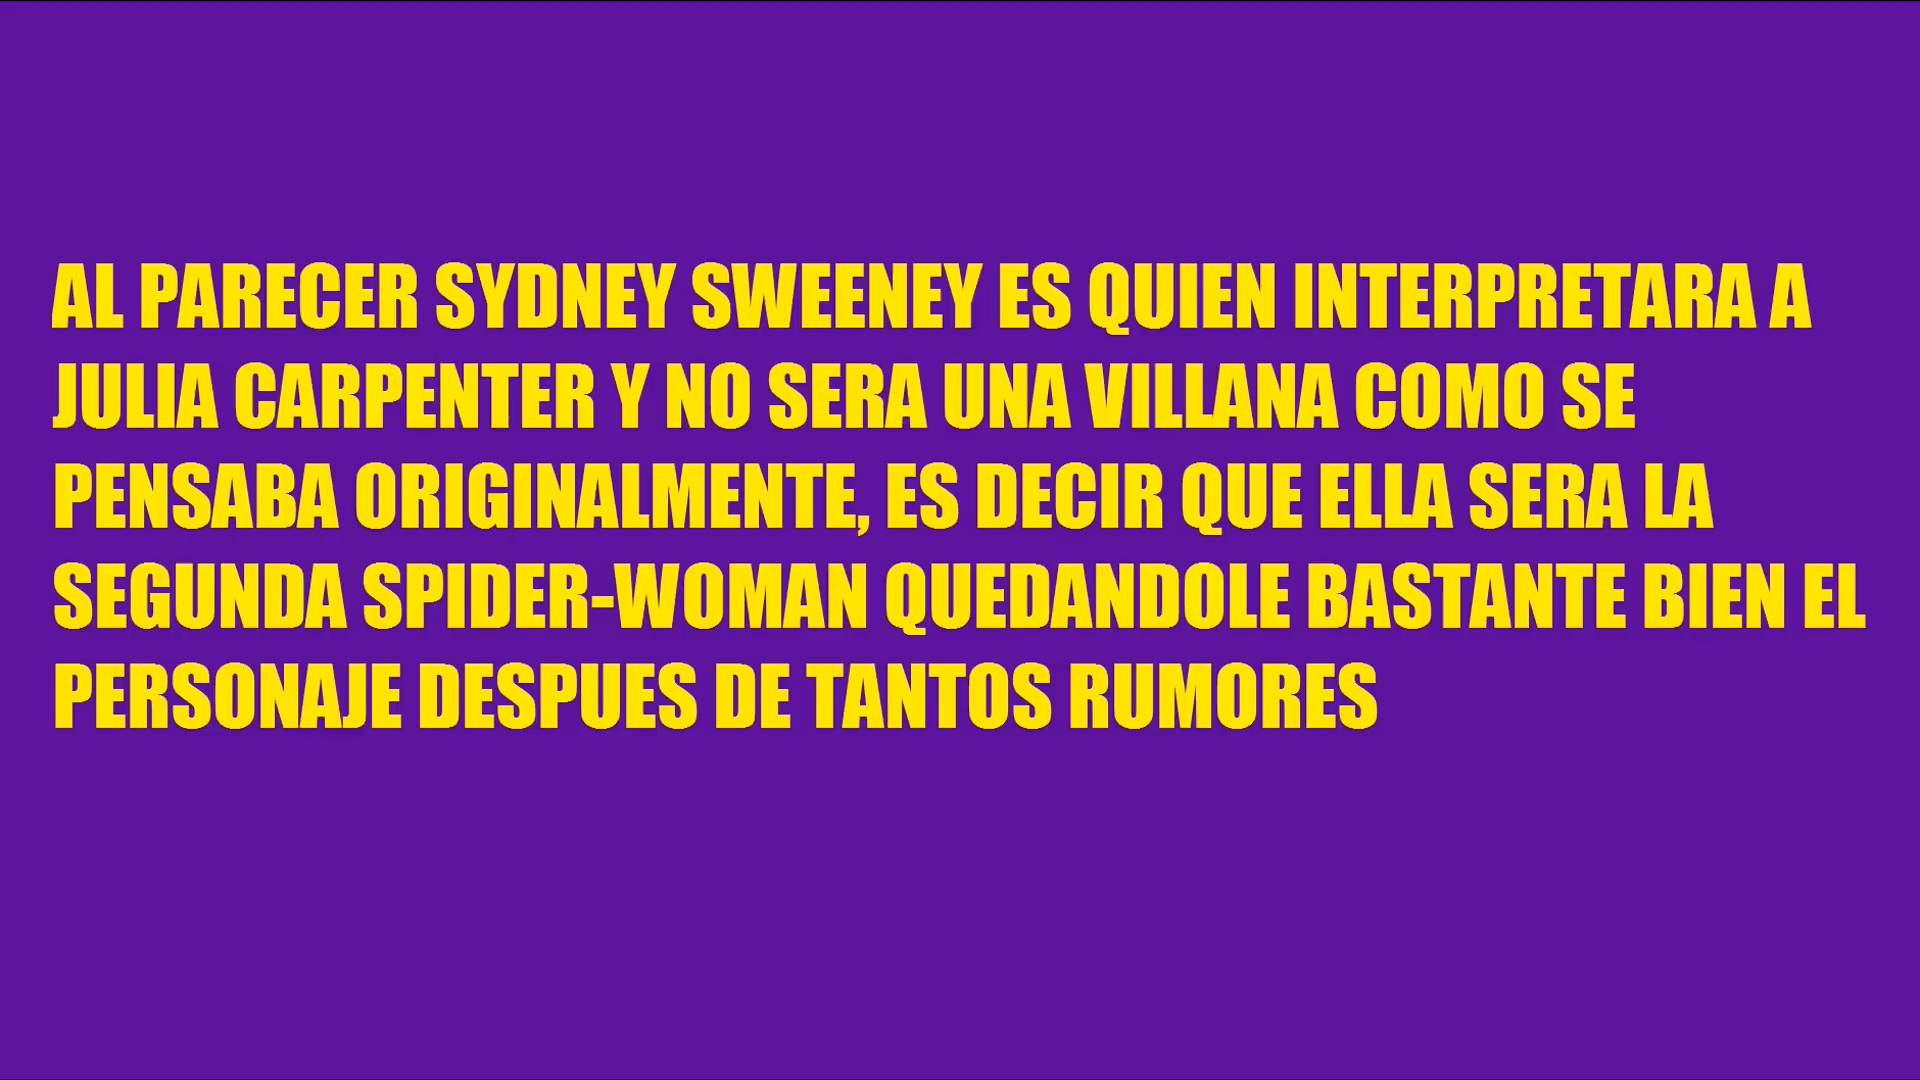 AL PARECER SYDNEY SWEENEY ES QUIEN INTERPRETARA A
JULIA CARPENTER Y NO SERA UNA VILLANA COMO SE
PENSABA ORIGINALMENTE, ES DECIR QUE ELLA SERA LA
SEGUNDA SPIDER-WOMAN QUEDANDOLE BASTANTE BIEN EL
PERSONAJE DESPUES DE TANTOS RUMORES